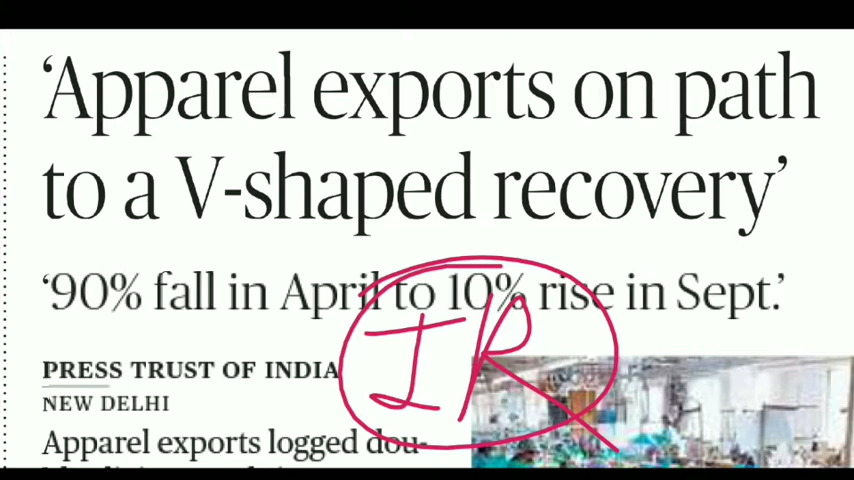 ‘Apparel exports on path
to a V-shaped recovery’
‘90% fall in April to 10% rise in Sept.’
IR
PRESS TRUST OF INDIA
NEW DELHI
Apparel exports logged dou-